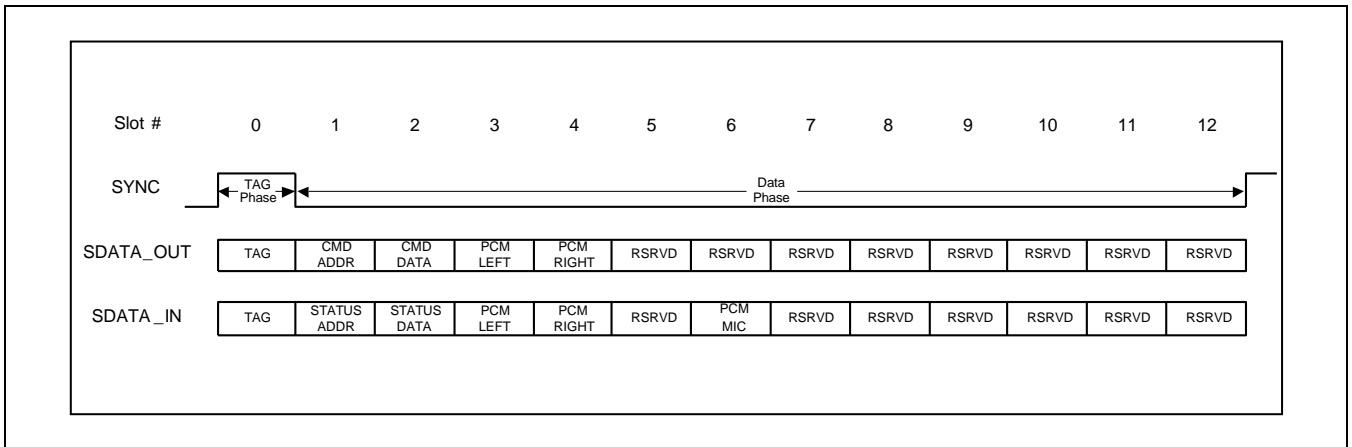 Slot # 0 1 2 3 4 5 6 7 8 9 10 11 12
SYNC TAG Phase Data Phase
SDATA_OUT TAG CMD ADDR CMD DATA PCM LEFT PCM RIGHT RSRVD RSRVD RSRVD RSRVD RSRVD RSRVD RSRVD RSRVD
SDATA_IN TAG STATUS ADDR STATUS DATA PCM LEFT PCM RIGHT RSRVD PCM MIC RSRVD RSRVD RSRVD RSRVD RSRVD RSRVD